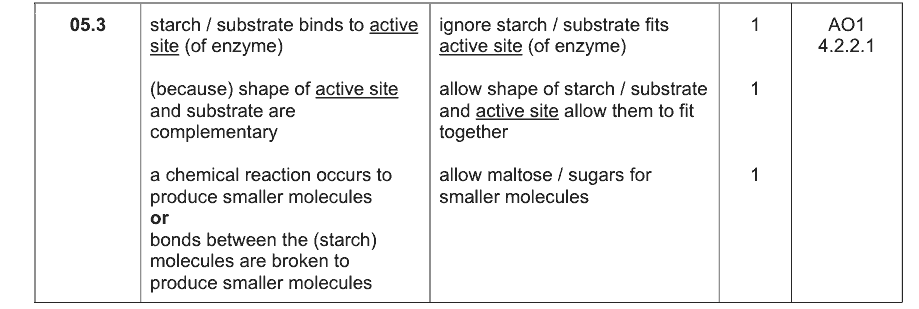 05.3
starch / substrate binds to active
site (of enzyme)
ignore starch / substrate fits
active site (of enzyme)
1
AO1
4.2.2.1
(because) shape of active site
and substrate are
complementary
allow shape of starch / substrate
and active site allow them to fit
together
1
a chemical reaction occurs to
produce smaller molecules
or
bonds between the (starch)
molecules are broken to
produce smaller molecules
allow maltose / sugars for
smaller molecules
1